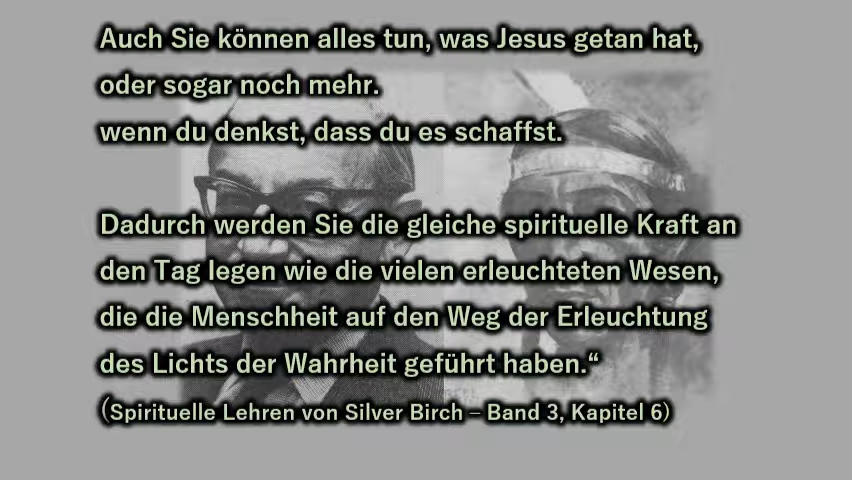 Auch Sie können alles tun, was Jesus getan hat,
oder sogar noch mehr.
wenn du denkst, dass du es schaffst.
Dadurch werden Sie die gleiche spirituelle Kraft an
den Tag legen wie die vielen erleuchteten Wesen,
die die Menschheit auf den Weg der Erleuchtung
des Lichts der Wahrheit geführt haben.“
(Spirituelle Lehren von Silver Birch – Band 3, Kapitel 6)